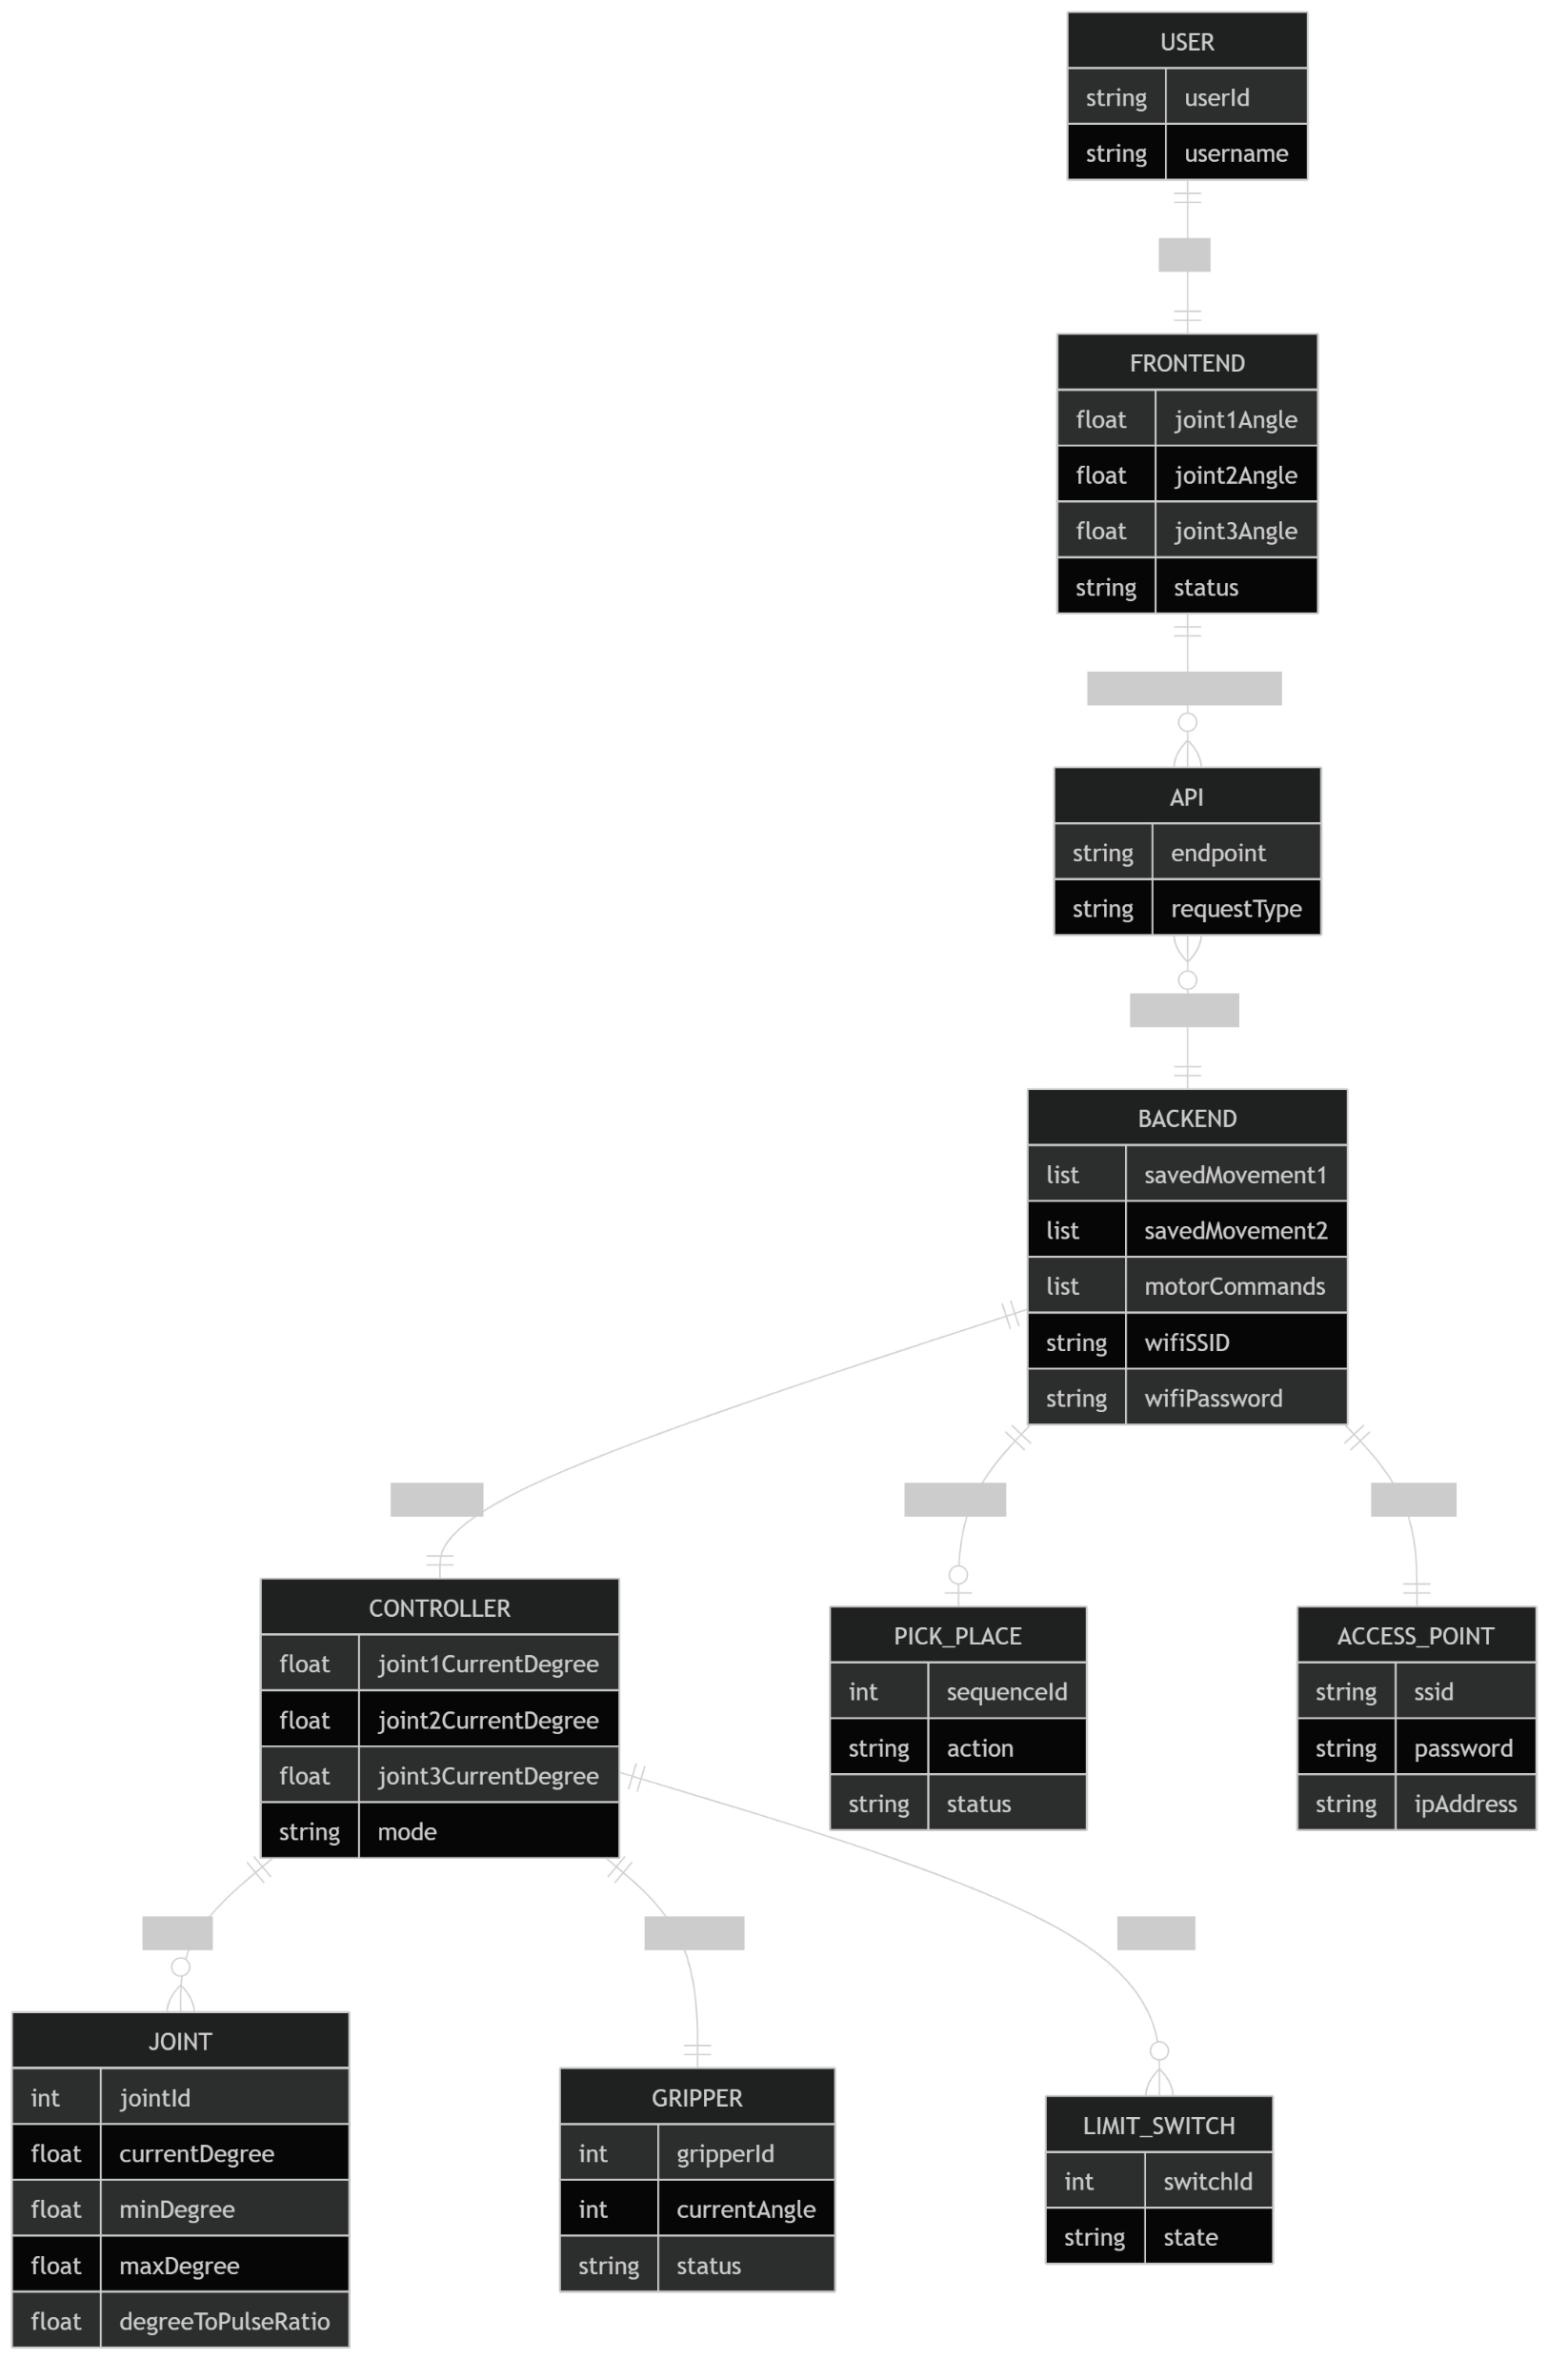 USER
string userId
string username
FRONTEND
float joint1Angle
float joint2Angle
float joint3Angle
string status
API
string endpoint
string requestType
BACKEND
list savedMovement1
list savedMovement2
list motorCommands
string wifiSSID
string wifiPassword
CONTROLLER
float joint1CurrentDegree
float joint2CurrentDegree
float joint3CurrentDegree
string mode
PICK_PLACE
int sequenceId
string action
string status
ACCESS_POINT
string ssid
string password
string ipAddress
JOINT
int jointId
float currentDegree
float minDegree
float maxDegree
float degreeToPulseRatio
GRIPPER
int gripperId
int currentAngle
string status
LIMIT_SWITCH
int switchId
string state